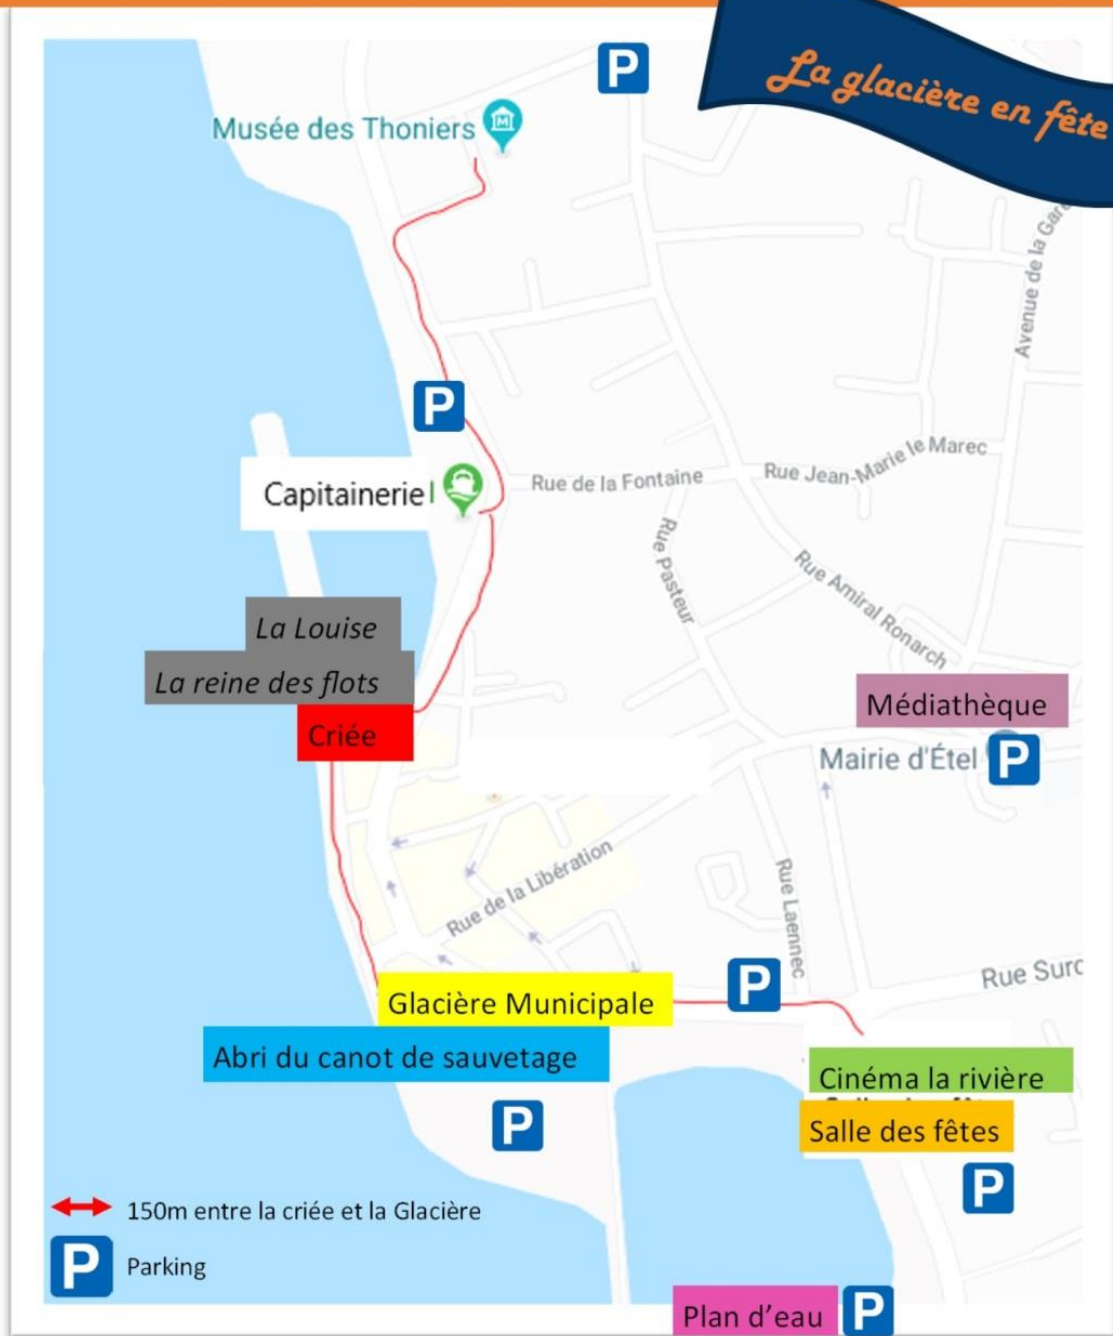 La glacière en fête
P
Musée des Thoniers
Avenue de la Gare
P
Capitainerie
Rue de la Fontaine
Rue Jean-Marie le Marec
Rue Pasteur
Rue Amiral Ronarch
La Louise
La reine des flots
Criée
Médiathèque
Mairie d'Étel
P
Rue de la Libération
Rue Laennec
Rue Surc
P
Glacière Municipale
Abri du canot de sauvetage
Cinéma la rivière
Salle des fêtes
P
P
150m entre la criée et la Glacière
P Parking
Plan d'eau
P